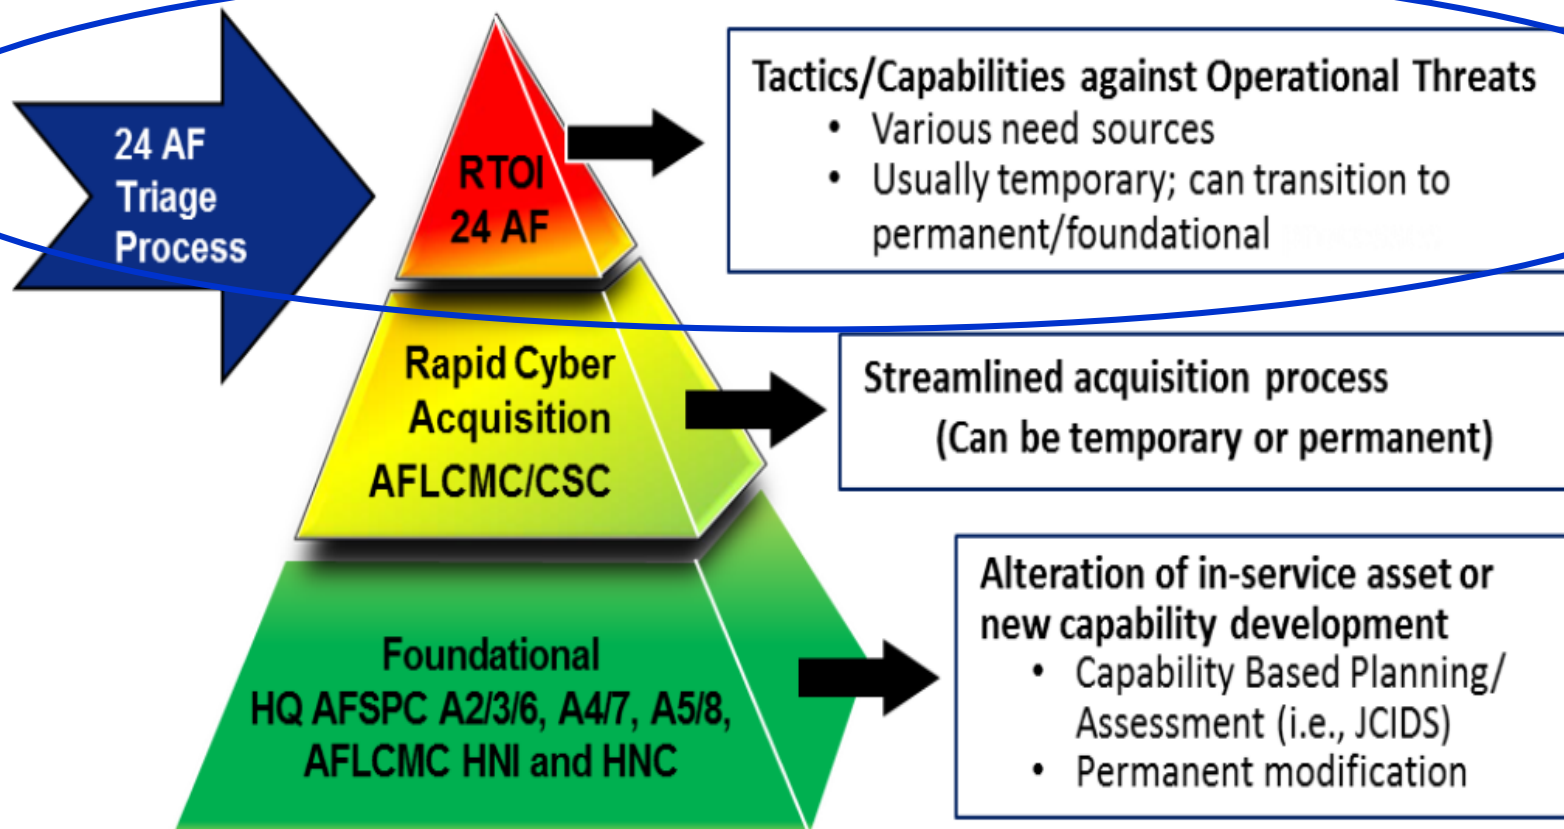 24 AF
Triage
Process
RTOI
24 AF
Tactics/Capabilities against Operational Threats
• Various need sources
• Usually temporary; can transition to
permanent/foundational
Rapid Cyber
Acquisition
AFLCMC/CSC
Streamlined acquisition process
(Can be temporary or permanent)
Foundational
HQ AFSPC A2/3/6, A4/7, A5/8,
AFLCMC HNI and HNC
Alteration of in-service asset or
new capability development
• Capability Based Planning/
Assessment (i.e., JCIDS)
• Permanent modification